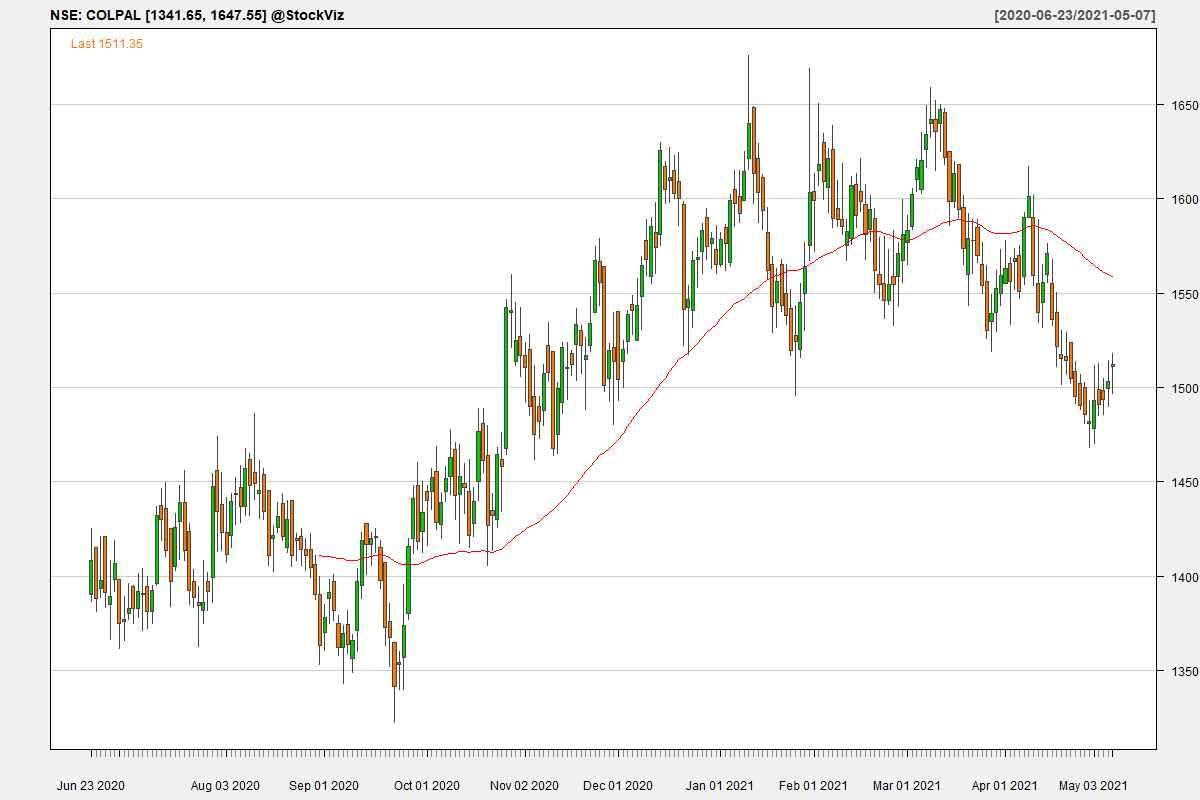 NSE: COLPAL [1341.65, 1647.55] @StockViz [2020-06-23/2021-05-07]
Last 1511.35
1650
1600
1550
1500
1450
1400
1350
Jun 23 2020 Aug 03 2020 Sep 01 2020 Oct 01 2020 Nov 02 2020 Dec 01 2020 Jan 01 2021 Feb 01 2021 Mar 01 2021 Apr 01 2021 May 03 2021